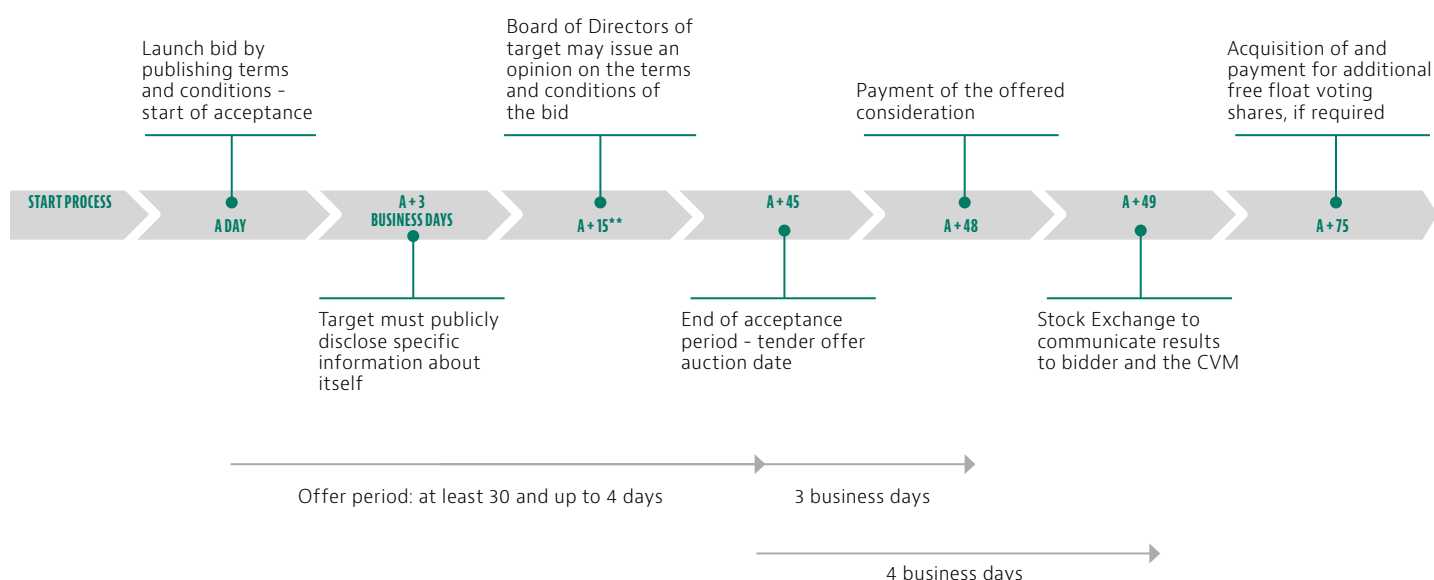 Launch bid by
publishing terms
and conditions -
start of acceptance
Board of Directors of
target may issue an
opinion on the terms
and conditions of
the bid
Payment of the offered
consideration
Acquisition of and
payment for additional
free float voting
shares, if required
START PROCESS
A DAY
A + 3
BUSINESS DAYS
A + 15**
A + 45
A + 48
A + 49
A + 75
Target must publicly
disclose specific
information about
itself
End of acceptance
period - tender offer
auction date
Stock Exchange to
communicate results
to bidder and the CVM
Offer period: at least 30 and up to 4 days
3 business days
4 business days